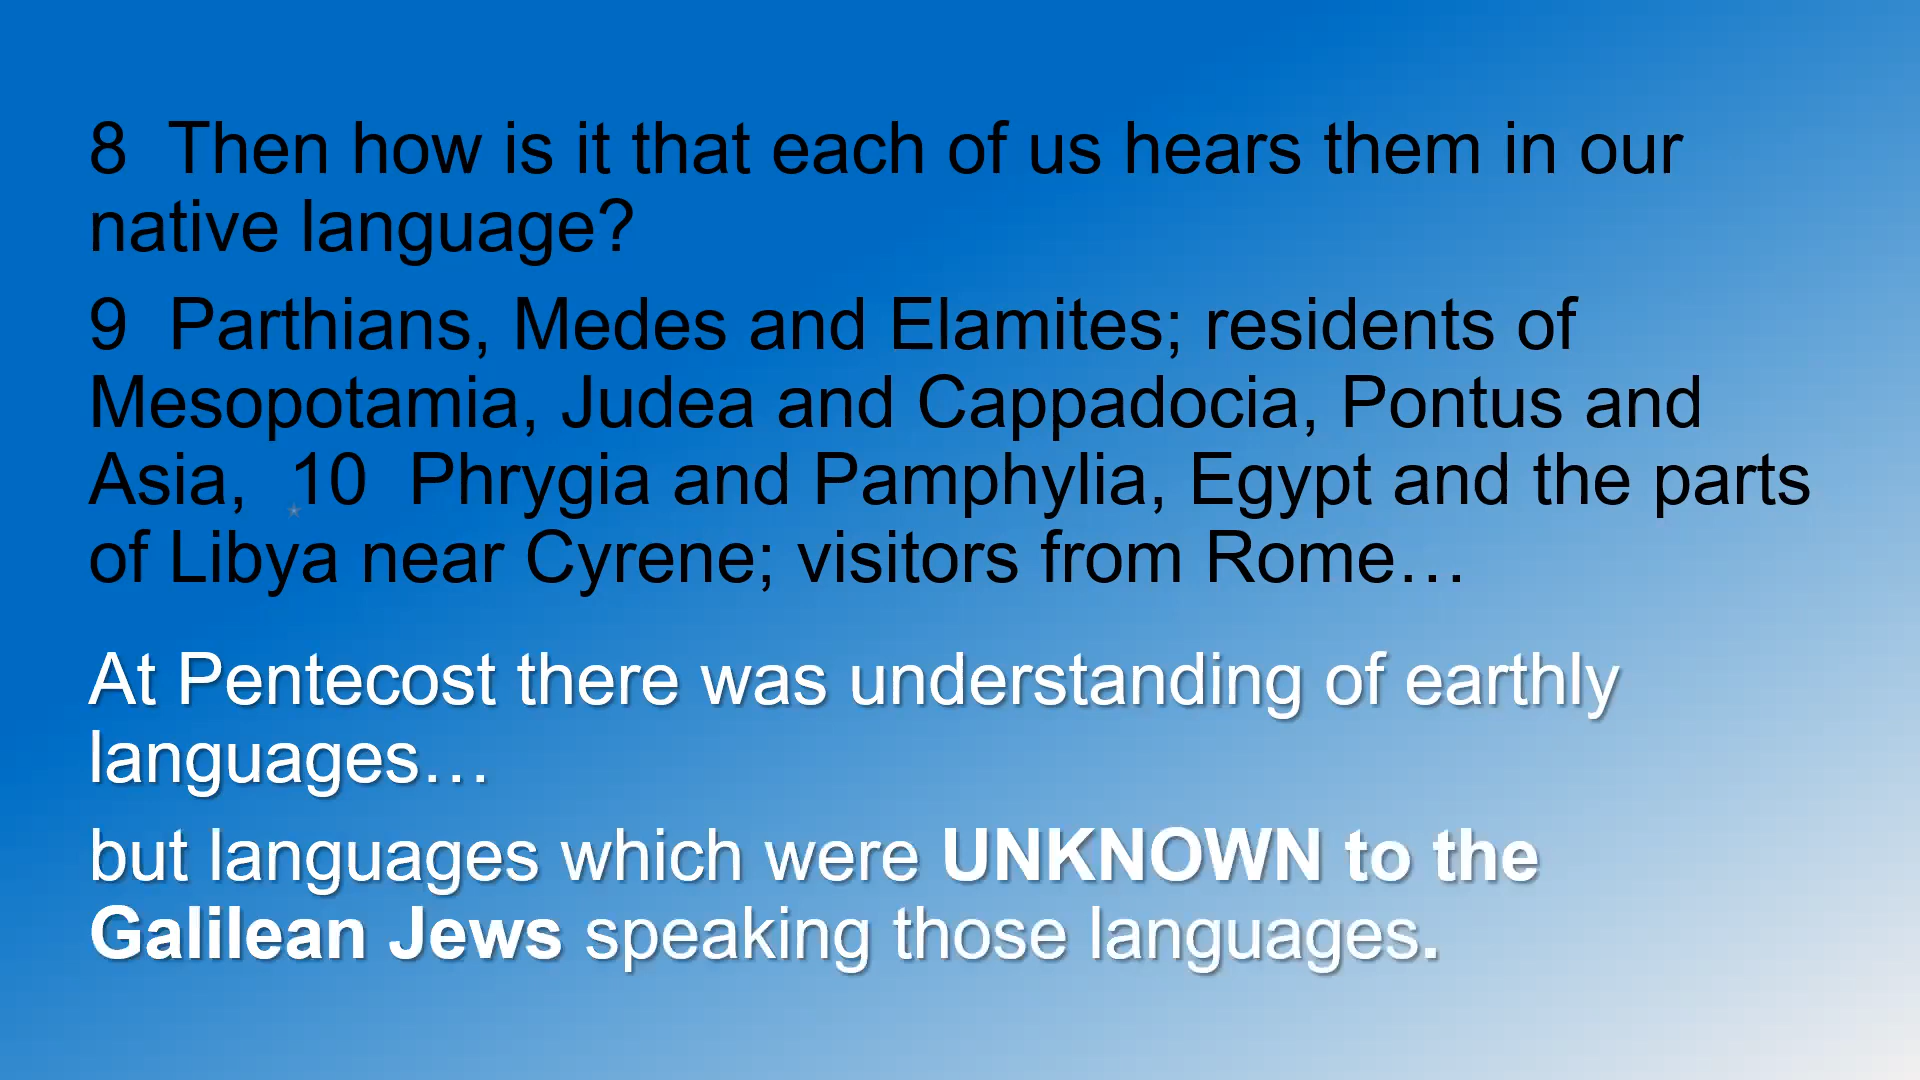 8  Then how is it that each of us hears them in our
native language?
9  Parthians, Medes and Elamites; residents of
Mesopotamia, Judea and Cappadocia, Pontus and
Asia,  10  Phrygia and Pamphylia, Egypt and the parts
of Libya near Cyrene; visitors from Rome…
At Pentecost there was understanding of earthly
languages…
but languages which were UNKNOWN to the
Galilean Jews speaking those languages.